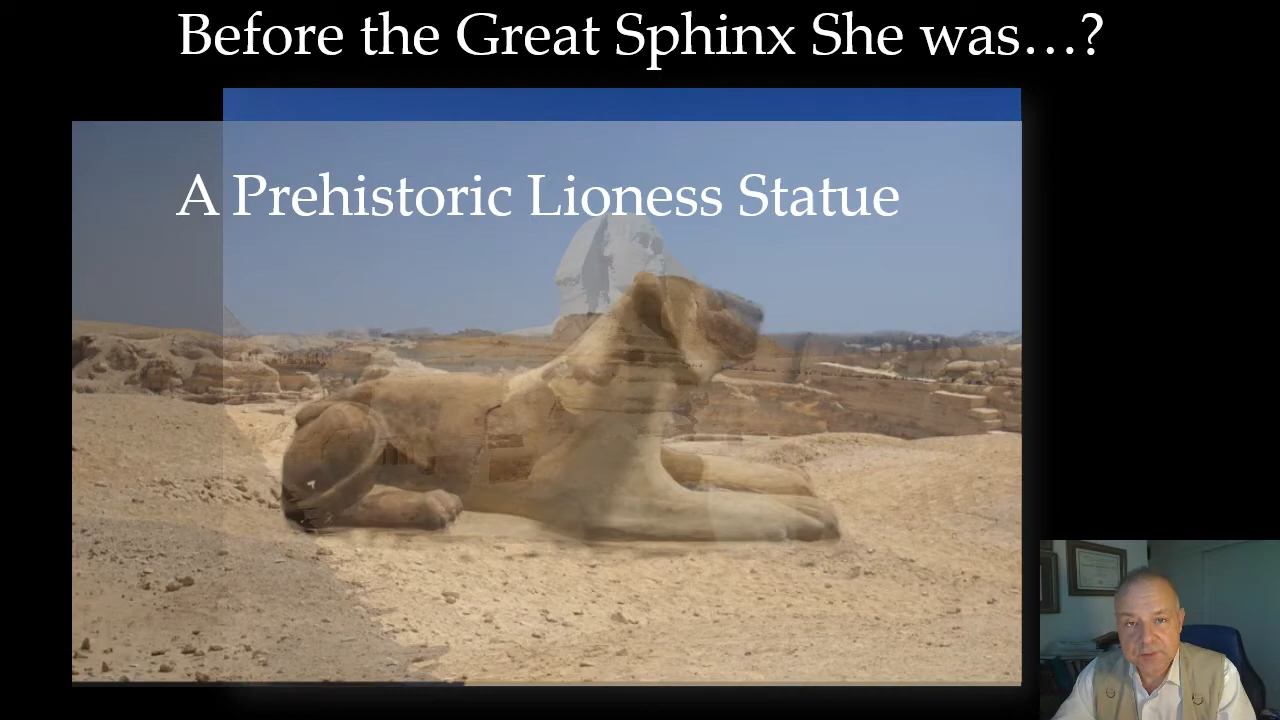 Before the Great Sphinx She was…?
A Prehistoric Lioness Statue